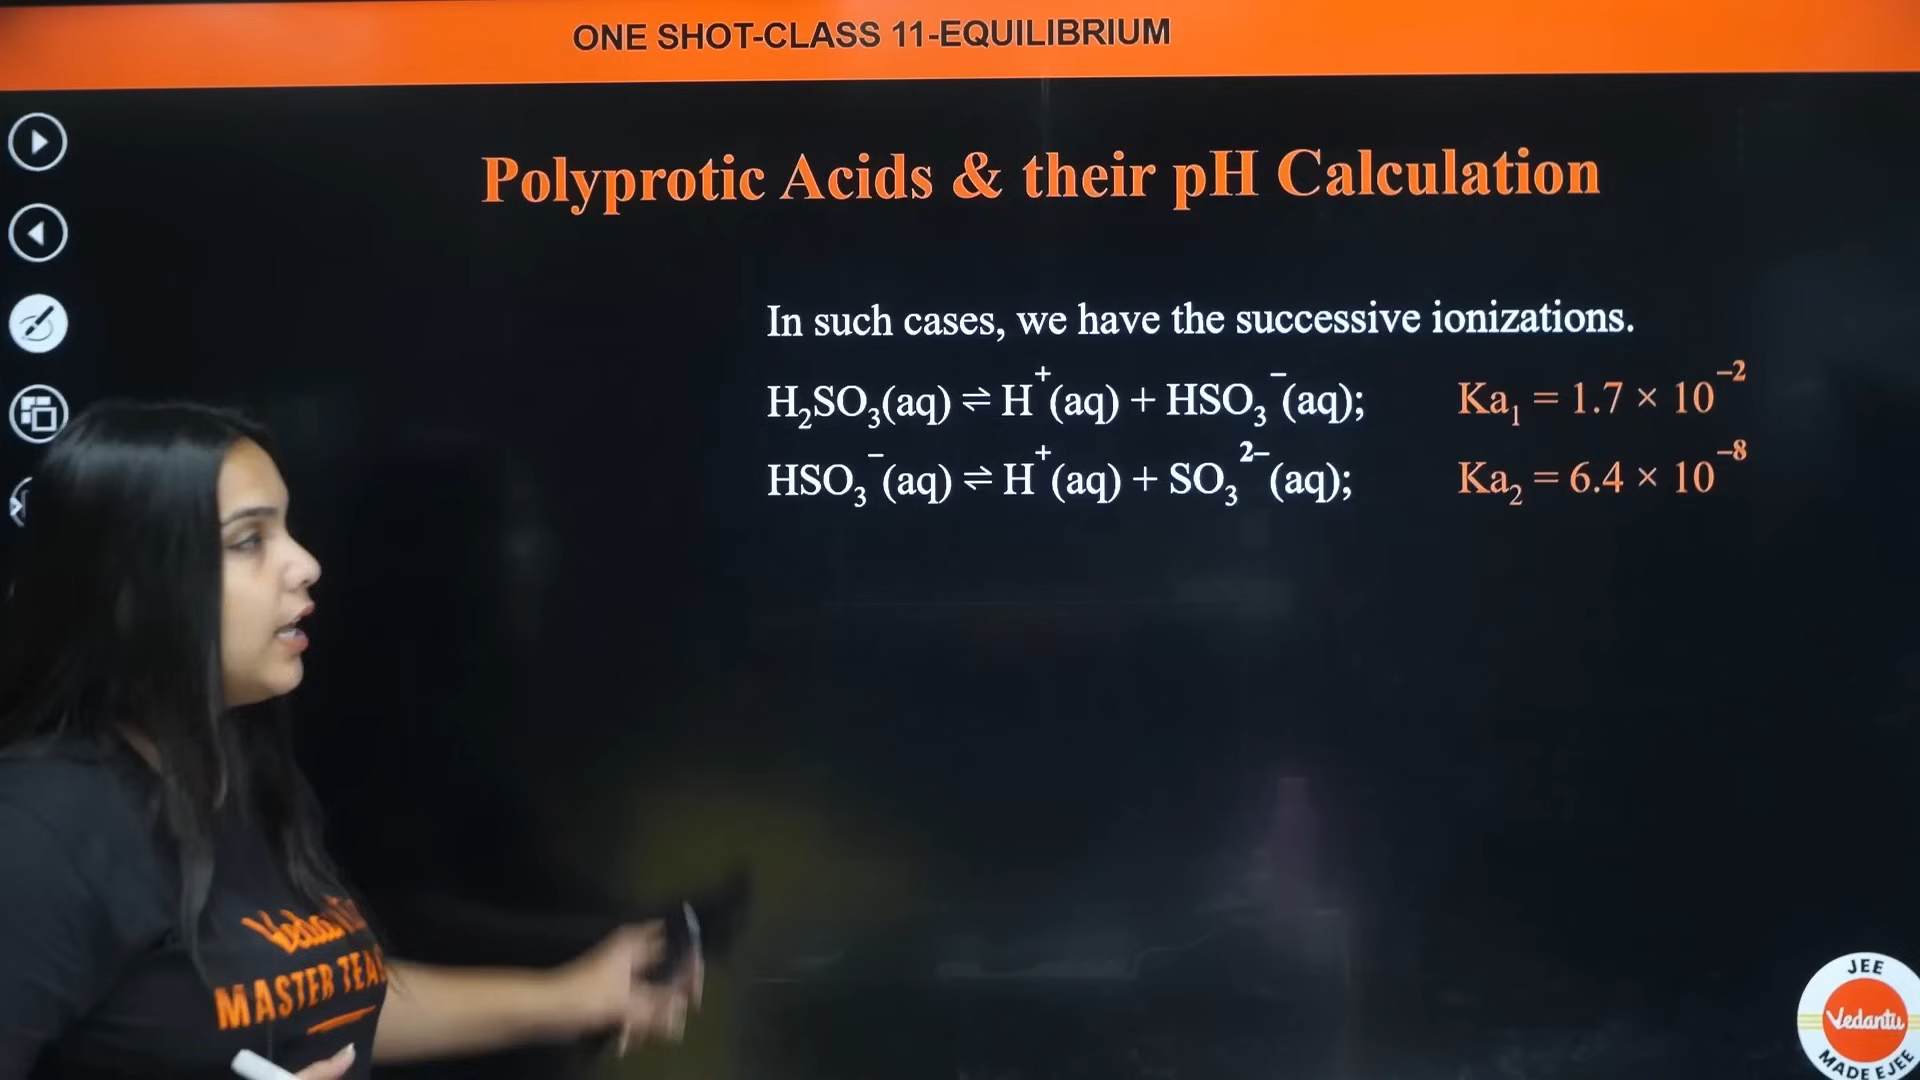 ONE SHOT-CLASS 11-EQUILIBRIUM
Polyprotic Acids & their pH Calculation
In such cases, we have the successive ionizations.
H₂SO₃(aq) ⇌ H⁺(aq) + HSO₃⁻(aq); Ka₁ = 1.7 × 10⁻²
HSO₃⁻(aq) ⇌ H⁺(aq) + SO₃²⁻(aq); Ka₂ = 6.4 × 10⁻⁸
MASTER
JEE
Vedantu
MADE EJEE